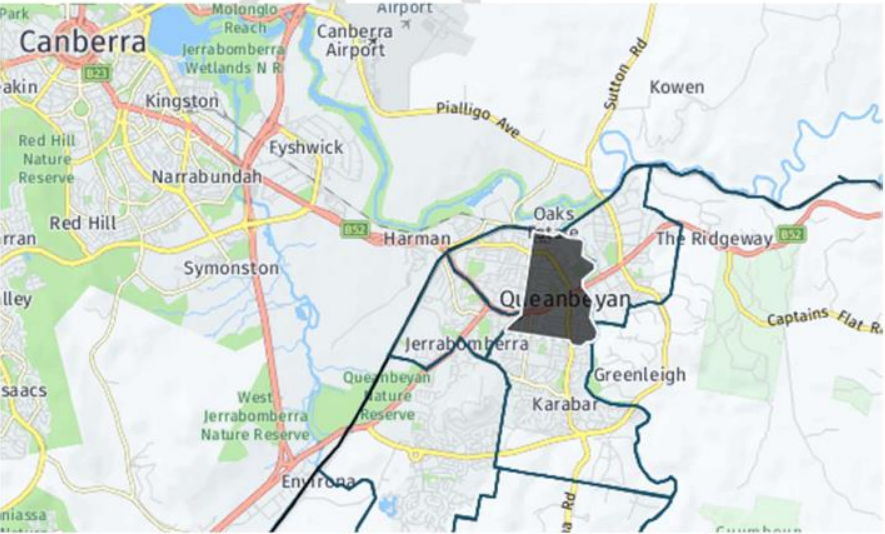 Park
Molonglo
Reach
Airport
Canberra
Canberra
Airport
Jerrabomberra
Wetlands N R
B23
eakin
Kingston
Pialligo Ave
Sutton Rd
Kowen
Red Hill
Nature
Reserve
Fyshwick
Narrabundah
Red Hill
Oaks
rran
B52
Harman
The Ridgeway
B52
Symonston
lley
Queanbeyan
Captains Flat R
Jerrabomberra
saacs
Queanbeyan
Nature
Reserve
Greenleigh
West
Jerrabomberra
Nature Reserve
Karabar
Environa
niassa
a Rd